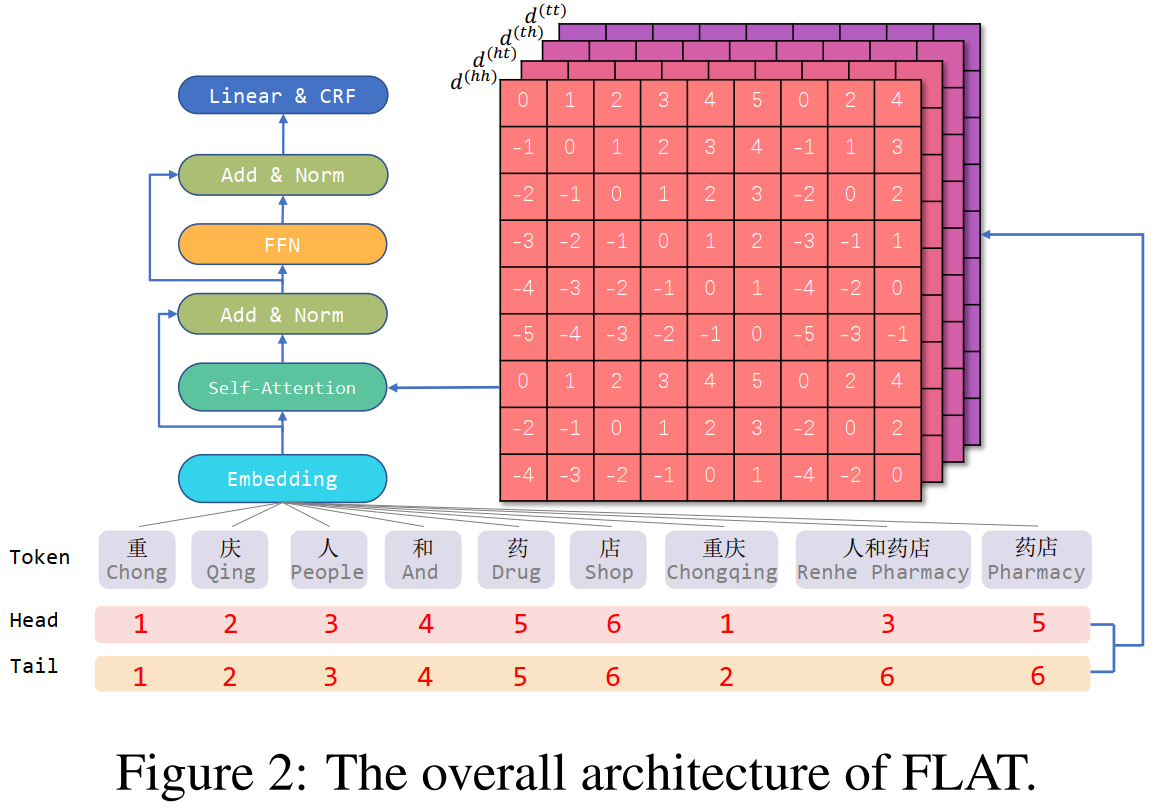 d^(tt)
d^(th)
d^(ht)
d^(hh)
Linear & CRF
Add & Norm
FFN
Add & Norm
Self-Attention
Embedding
0 1 2 3 4 5 0 2 4
-1 0 1 2 3 4 -1 1 3
-2 -1 0 1 2 3 -2 0 2
-3 -2 -1 0 1 2 -3 -1 1
-4 -3 -2 -1 0 1 -4 -2 0
-5 -4 -3 -2 -1 0 -5 -3 -1
0 1 2 3 4 5 0 2 4
-2 -1 0 1 2 3 -2 0 2
-4 -3 -2 -1 0 1 -4 -2 0
重 庆 人 和 药 店 重庆 人和药店 药店
Token Chong Qing People And Drug Shop Chongqing Renhe Pharmacy Pharmacy
Head 1 2 3 4 5 6 1 3 5
Tail 1 2 3 4 5 6 2 6 6
Figure 2: The overall architecture of FLAT.